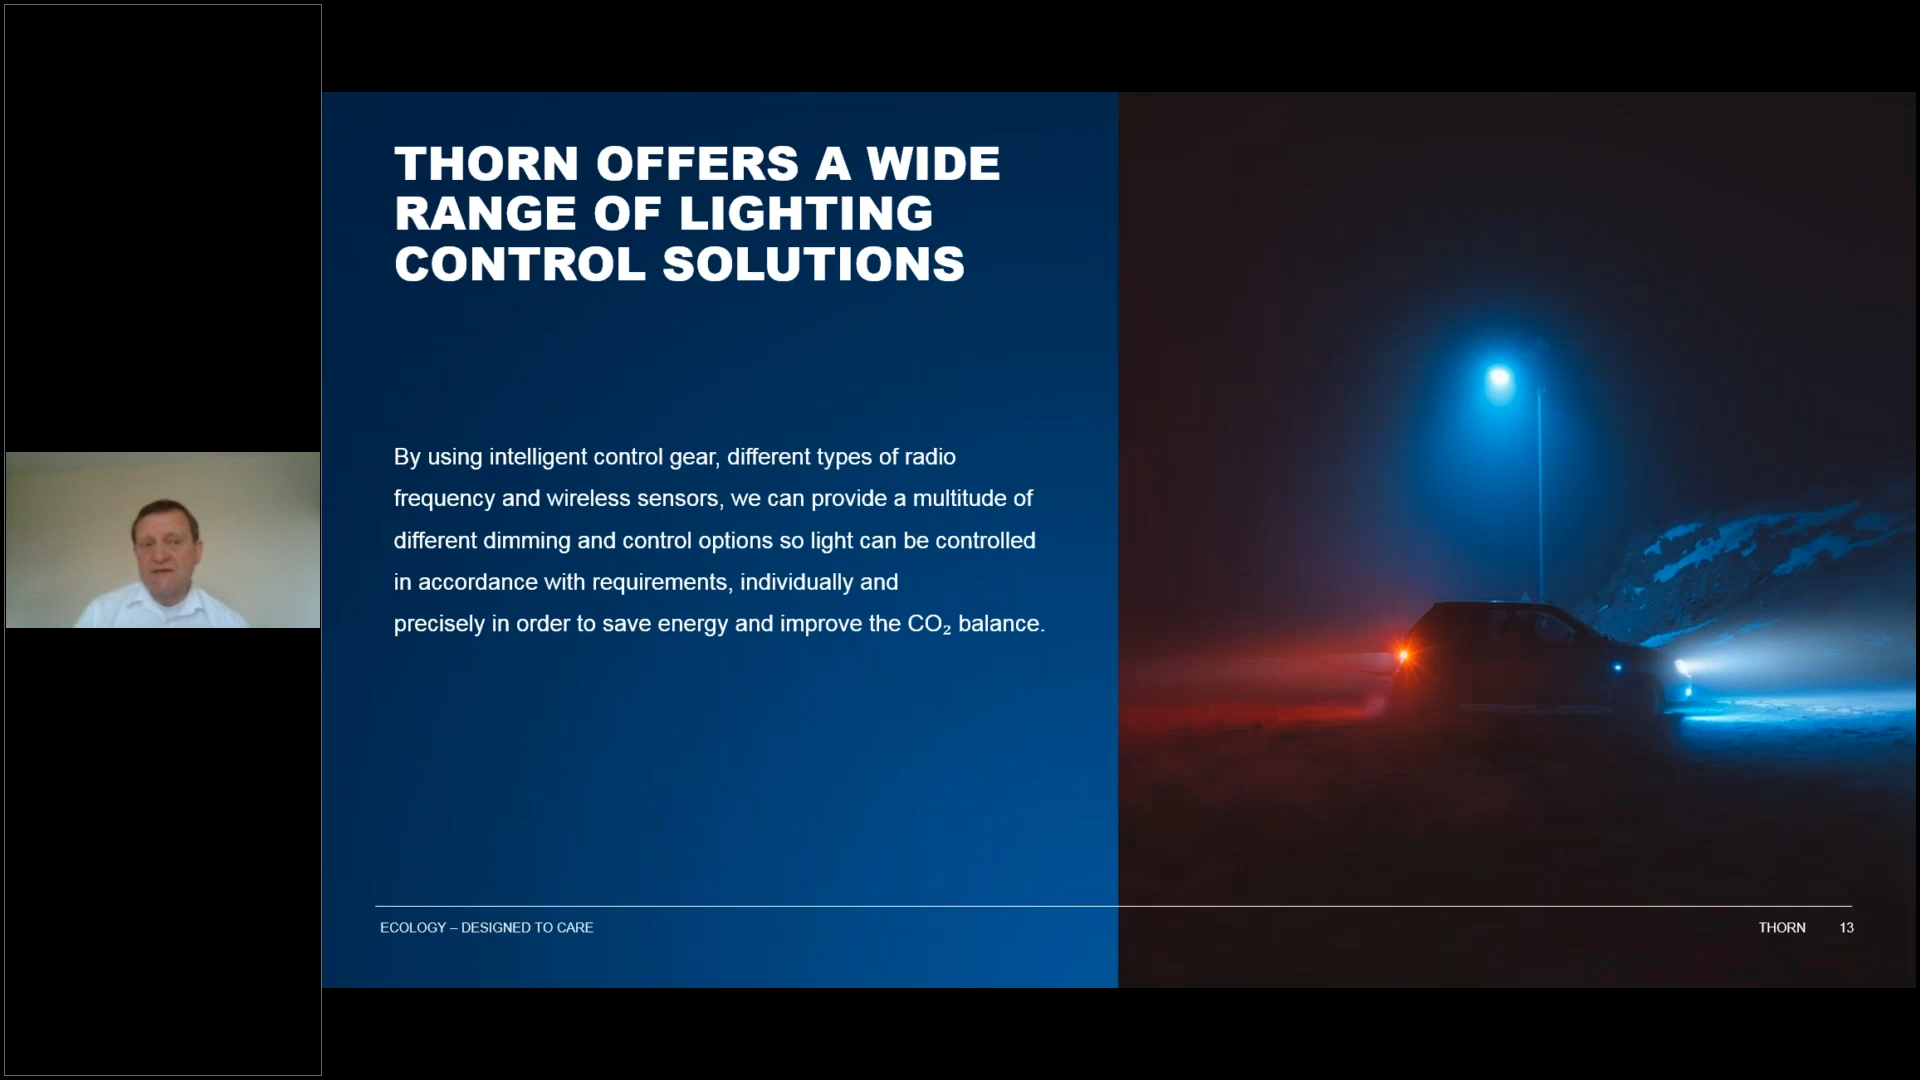 THORN OFFERS A WIDE
RANGE OF LIGHTING
CONTROL SOLUTIONS
By using intelligent control gear, different types of radio
frequency and wireless sensors, we can provide a multitude of
different dimming and control options so light can be controlled
in accordance with requirements, individually and
precisely in order to save energy and improve the CO₂ balance.
ECOLOGY – DESIGNED TO CARE
THORN 13